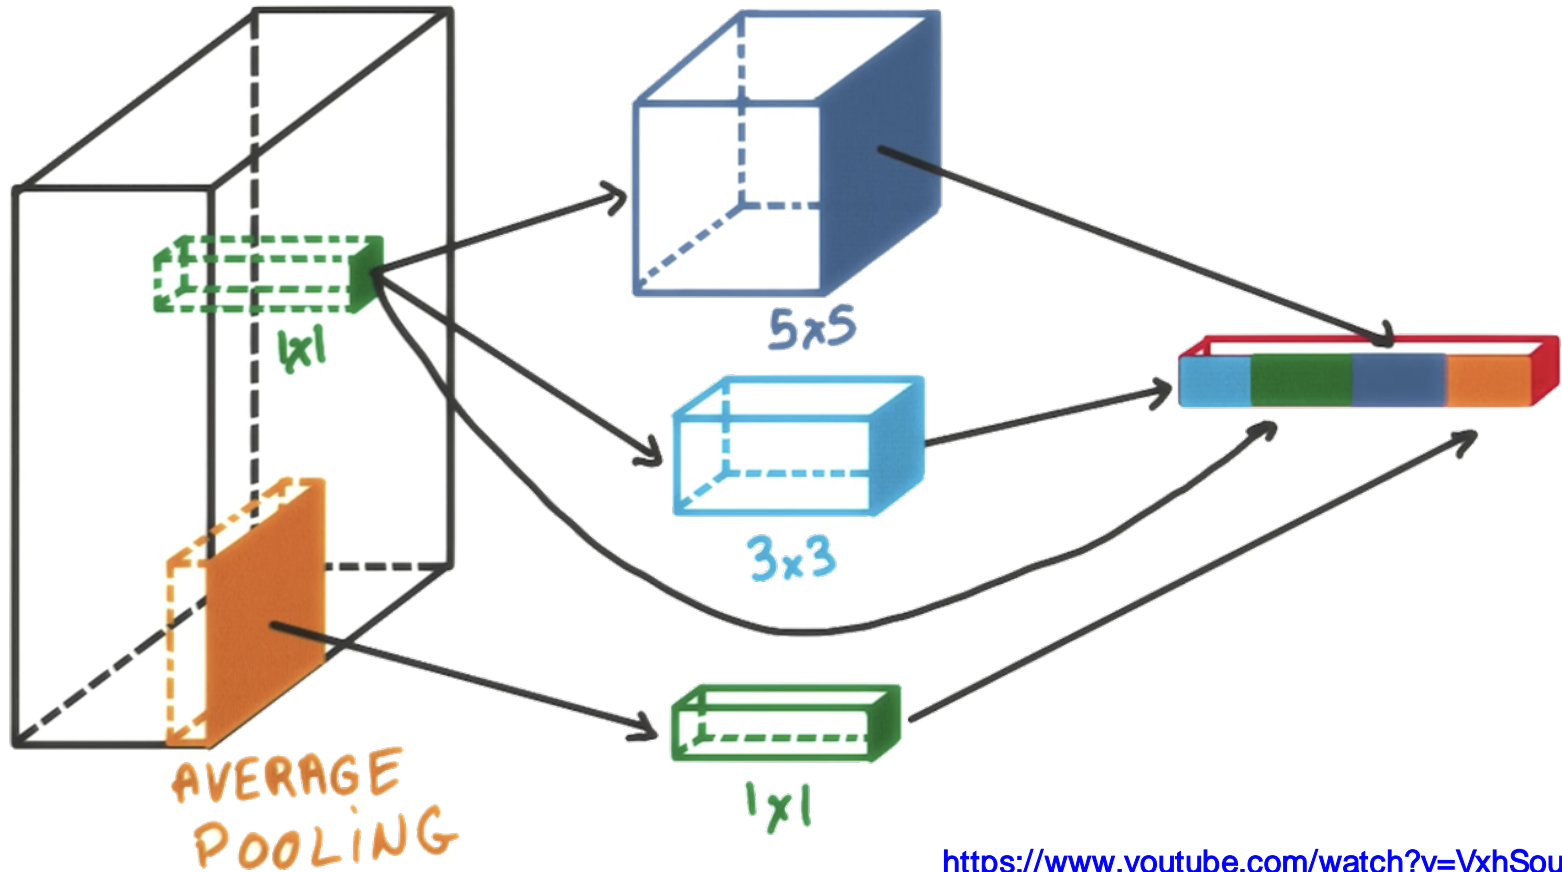 1x1
5x5
3x3
AVERAGE
POOLING
1x1
https://www.youtube.com/watch?v=VxhSou